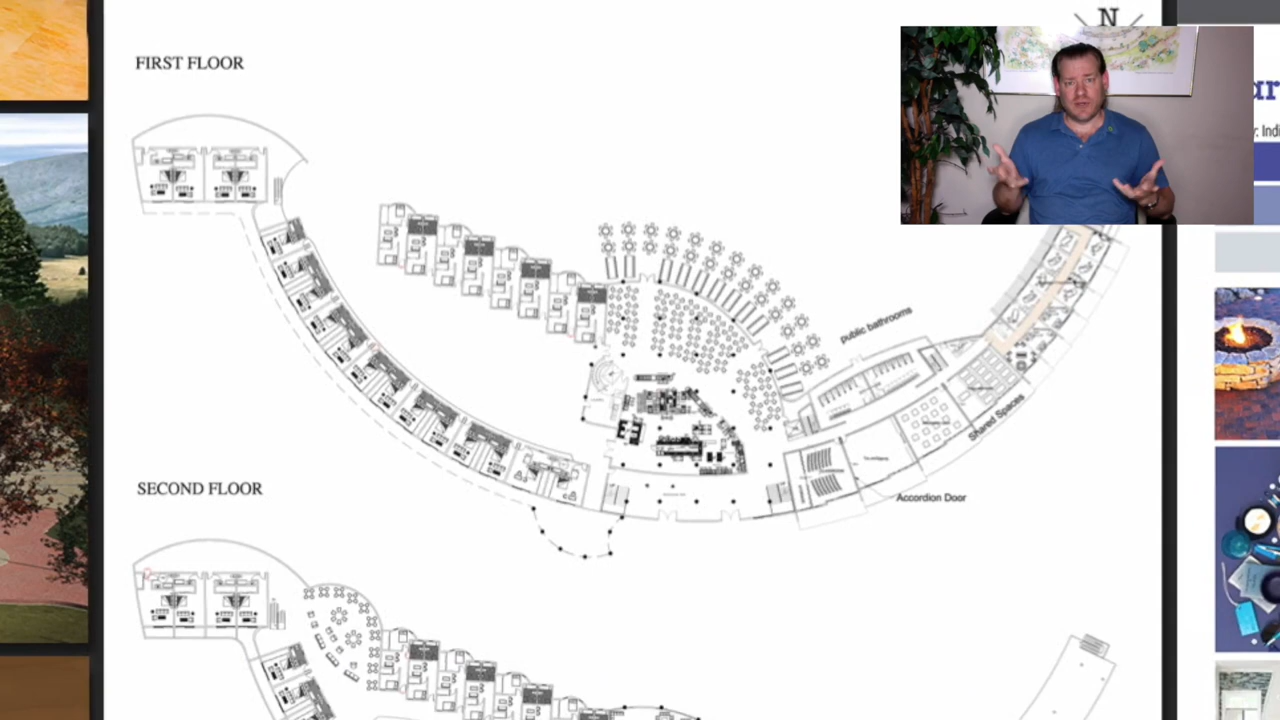 N
FIRST FLOOR
public bathrooms
Shared Spaces
Accordion Door
SECOND FLOOR